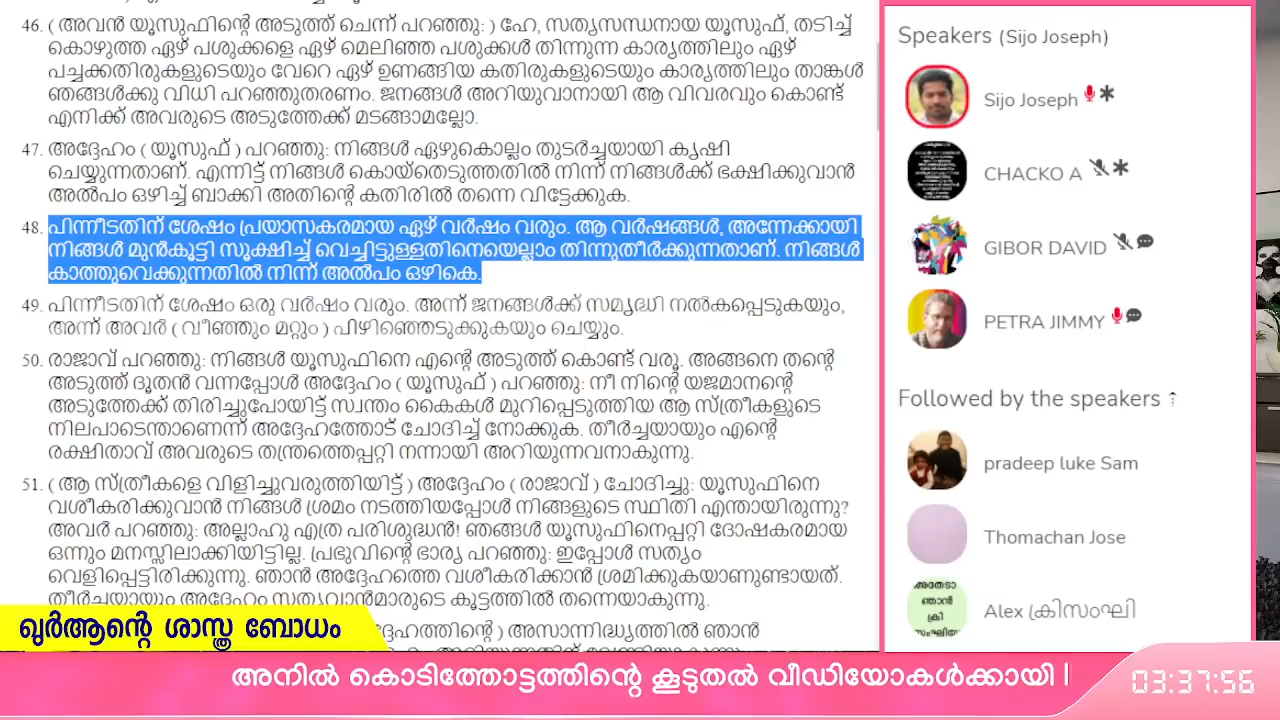 46. ( അവൻ യൂസുഫിന്റെ അടുത്ത് ചെന്ന് പറഞ്ഞു: ) ഹേ, സത്യസന്ധനായ യൂസുഫ്, തടിച്ച്
കൊഴുത്ത ഏഴ് പശുക്കളെ ഏഴ് മെലിഞ്ഞ പശുക്കൾ തിന്നുന്ന കാര്യത്തിലും ഏഴ്
പച്ചക്കതിരുകളുടെയും വേറെ ഏഴ് ഉണങ്ങിയ കതിരുകളുടെയും കാര്യത്തിലും താങ്കൾ
ഞങ്ങൾക്കു വിധി പറഞ്ഞുതരണം. ജനങ്ങൾ അറിയുവാനായി ആ വിവരവും കൊണ്ട്
എനിക്ക് അവരുടെ അടുത്തേക്ക് മടങ്ങാമല്ലോ.
47. അദ്ദേഹം ( യൂസുഫ് ) പറഞ്ഞു: നിങ്ങൾ ഏഴുകൊല്ലം തുടർച്ചയായി കൃഷി
ചെയ്യുന്നതാണ്. എന്നിട്ട് നിങ്ങൾ കൊയ്തെടുത്തതിൽ നിന്ന് നിങ്ങൾക്ക് ഭക്ഷിക്കുവാൻ
അൽപം ഒഴിച്ച് ബാക്കി അതിന്റെ കതിരിൽ തന്നെ വിട്ടേക്കുക.
48. പിന്നീടതിന് ശേഷം പ്രയാസകരമായ ഏഴ് വർഷം വരും. ആ വർഷങ്ങൾ, അന്നേക്കായി
നിങ്ങൾ മുൻകൂട്ടി സൂക്ഷിച്ച് വെച്ചിട്ടുള്ളതിനെയെല്ലാം തിന്നുതീർക്കുന്നതാണ്. നിങ്ങൾ
കാത്തുവെക്കുന്നതിൽ നിന്ന് അൽപം ഒഴികെ.
49. പിന്നീടതിന് ശേഷം ഒരു വർഷം വരും. അന്ന് ജനങ്ങൾക്ക് സമൃദ്ധി നൽകപ്പെടുകയും,
അന്ന് അവർ ( വീഞ്ഞും മറ്റും ) പിഴിഞ്ഞെടുക്കുകയും ചെയ്യും.
50. രാജാവ് പറഞ്ഞു: നിങ്ങൾ യൂസുഫിനെ എന്റെ അടുത്ത് കൊണ്ട് വരൂ. അങ്ങനെ തന്റെ
അടുത്ത് ദൂതൻ വന്നപ്പോൾ അദ്ദേഹം ( യൂസുഫ് ) പറഞ്ഞു: നീ നിന്റെ യജമാനന്റെ
അടുത്തേക്ക് തിരിച്ചുപോയിട്ട് സ്വന്തം കൈകൾ മുറിപ്പെടുത്തിയ ആ സ്ത്രീകളുടെ
നിലപാടെന്താണെന്ന് അദ്ദേഹത്തോട് ചോദിച്ച് നോക്കുക. തീർച്ചയായും എന്റെ
രക്ഷിതാവ് അവരുടെ തന്ത്രത്തെപ്പറ്റി നന്നായി അറിയുന്നവനാകുന്നു.
51. ( ആ സ്ത്രീകളെ വിളിച്ചുവരുത്തിയിട്ട് ) അദ്ദേഹം ( രാജാവ് ) ചോദിച്ചു: യൂസുഫിനെ
വശീകരിക്കുവാൻ നിങ്ങൾ ശ്രമം നടത്തിയപ്പോൾ നിങ്ങളുടെ സ്ഥിതി എന്തായിരുന്നു?
അവർ പറഞ്ഞു: അല്ലാഹു എത്ര പരിശുദ്ധൻ! ഞങ്ങൾ യൂസുഫിനെപ്പറ്റി ദോഷകരമായ
ഒന്നും മനസ്സിലാക്കിയിട്ടില്ല. പ്രഭുവിന്റെ ഭാര്യ പറഞ്ഞു: ഇപ്പോൾ സത്യം
വെളിപ്പെട്ടിരിക്കുന്നു. ഞാൻ അദ്ദേഹത്തെ വശീകരിക്കാൻ ശ്രമിക്കുകയാണുണ്ടായത്.
തീർച്ചയായും അദ്ദേഹം സത്യവാൻമാരുടെ കൂട്ടത്തിൽ തന്നെയാകുന്നു.
അസാന്നിദ്ധ്യത്തിൽ ഞാൻ
ഖുർആന്റെ ശാസ്ത്ര ബോധം
അനിൽ കൊടിത്തോട്ടത്തിന്റെ കൂടുതൽ വീഡിയോകൾക്കായി |
03:37:56
Speakers (Sijo Joseph)
Sijo Joseph
CHACKO A
GIBOR DAVID
PETRA JIMMY
Followed by the speakers
pradeep luke Sam
Thomachan Jose
Alex (ക്രിസംഘി
അതേടാ
ഞാൻ
ക്രി